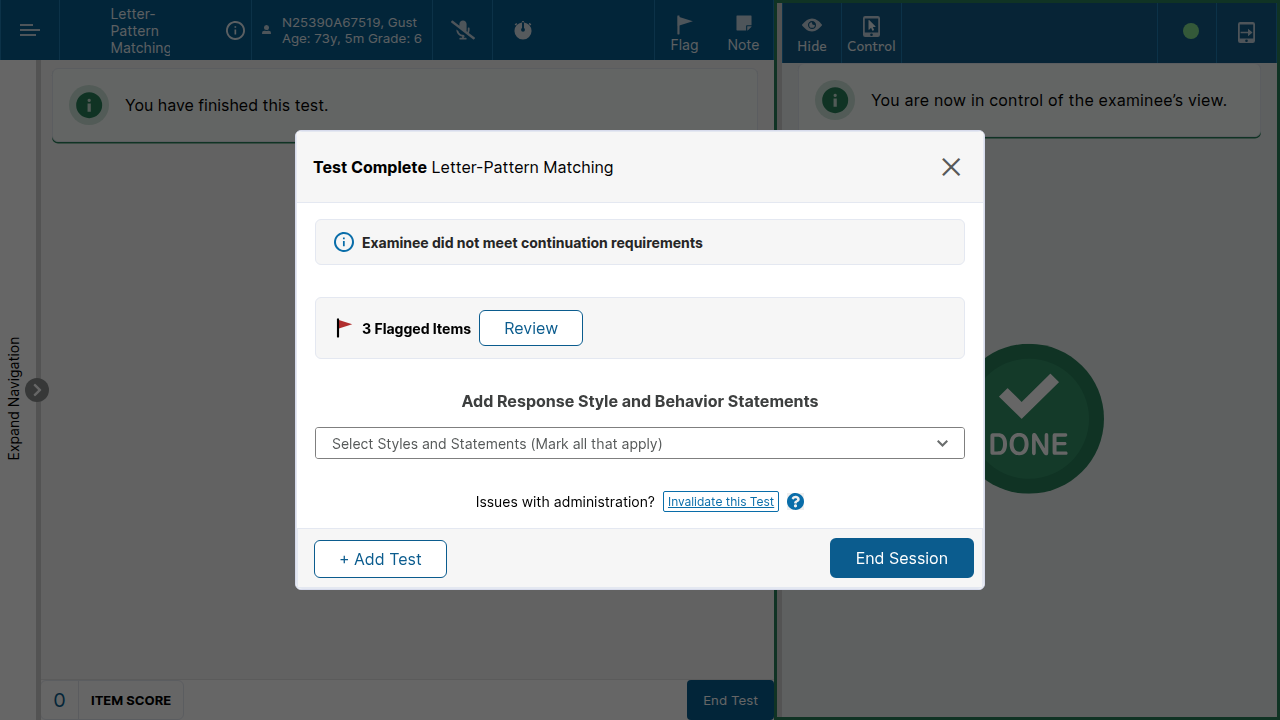 Letter-
Pattern
Matching
N25390A67519, Gust
Age: 73y, 5m Grade: 6
Flag
Note
Hide
Control
You have finished this test.
You are now in control of the examinee's view.
Test Complete Letter-Pattern Matching
Examinee did not meet continuation requirements
3 Flagged Items
Review
Add Response Style and Behavior Statements
Select Styles and Statements (Mark all that apply)
Issues with administration? Invalidate this Test
+ Add Test
End Session
Expand Navigation
DONE
0
ITEM SCORE
End Test